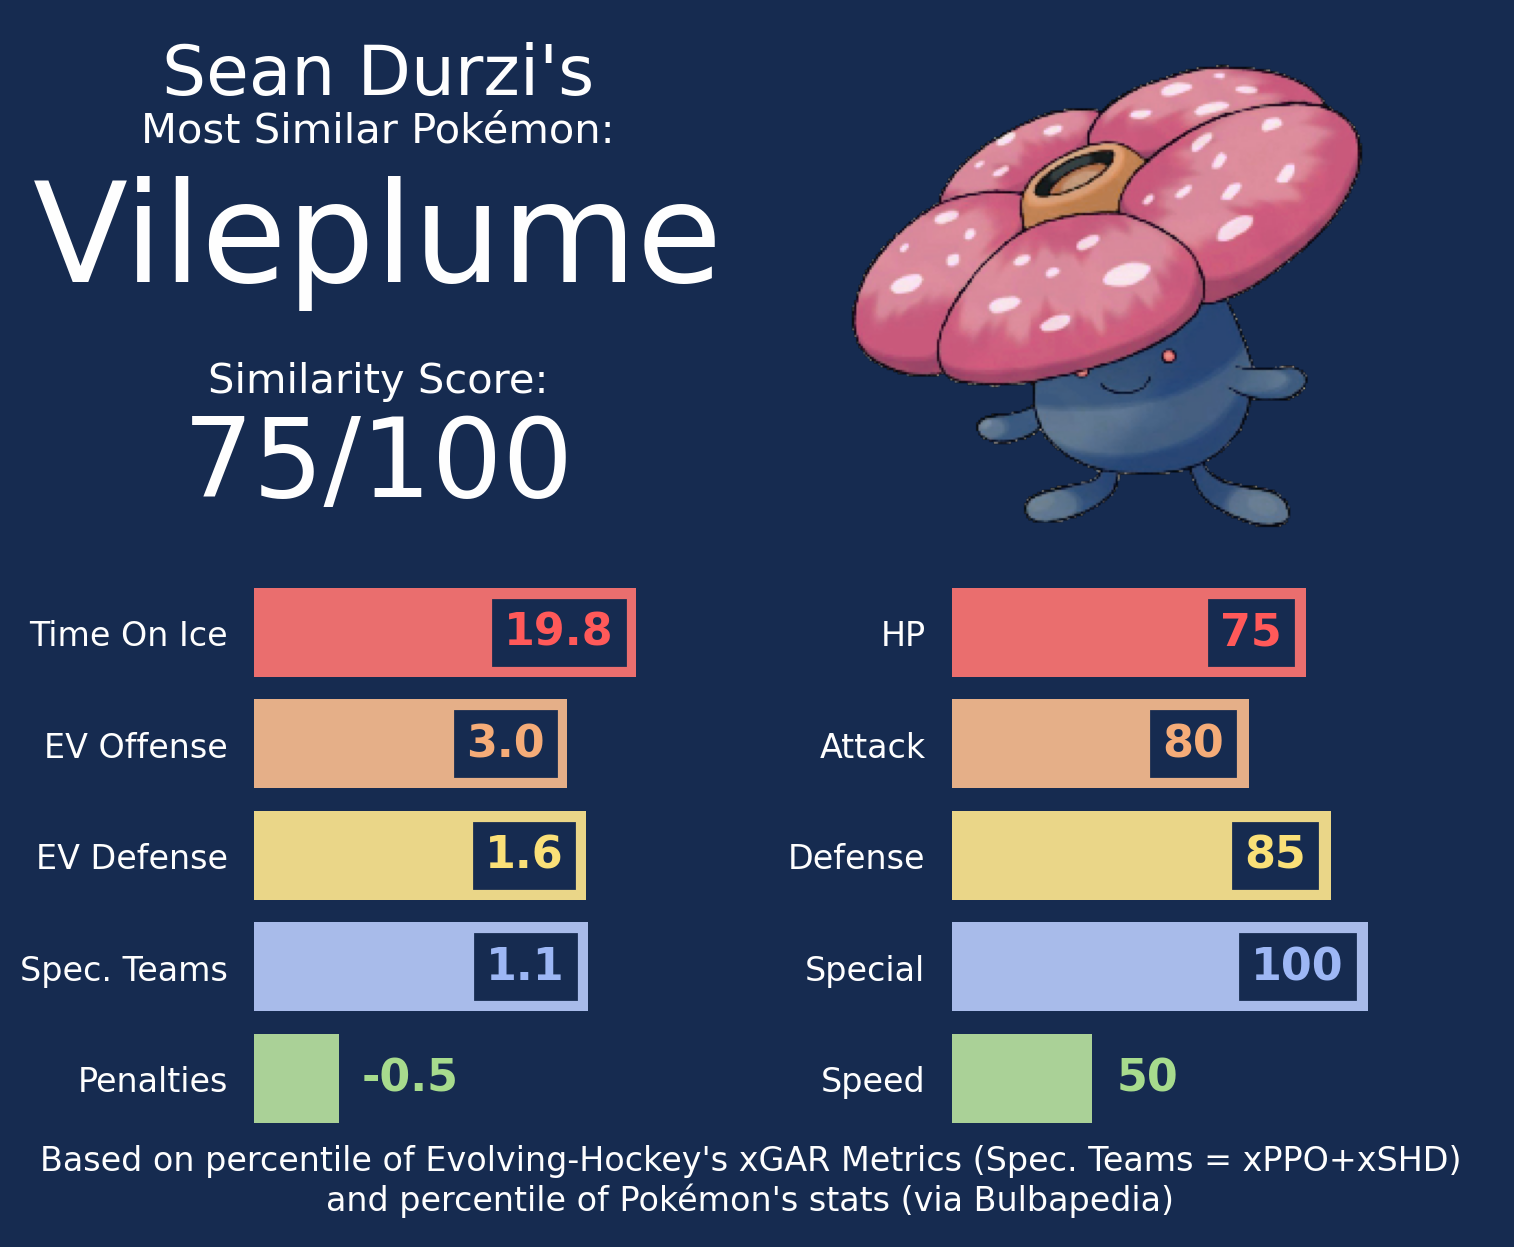 Sean Durzi's
Most Similar Pokémon:
Vileplume
Similarity Score:
75/100
Time On Ice 19.8
EV Offense 3.0
EV Defense 1.6
Spec. Teams 1.1
Penalties -0.5
HP 75
Attack 80
Defense 85
Special 100
Speed 50
Based on percentile of Evolving-Hockey's xGAR Metrics (Spec. Teams = xPPO+xSHD)
and percentile of Pokémon's stats (via Bulbapedia)